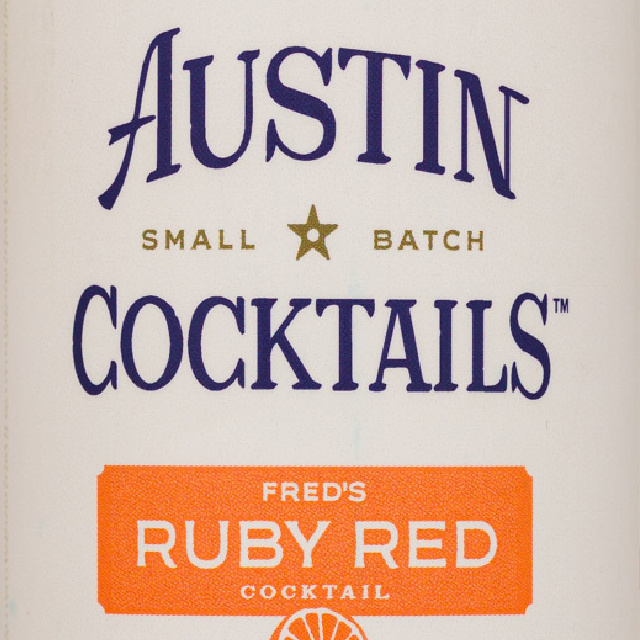 AUSTIN
SMALL ★ BATCH
COCKTAILS™
FRED'S
RUBY RED
COCKTAIL